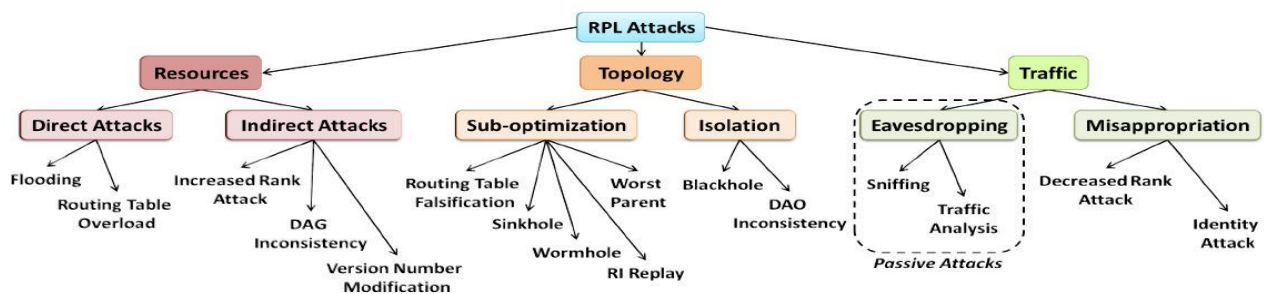 RPL Attacks
Resources
Topology
Traffic
Direct Attacks
Indirect Attacks
Sub-optimization
Isolation
Eavesdropping
Misappropriation
Flooding
Routing Table
Overload
Increased Rank
Attack
DAG
Inconsistency
Version Number
Modification
Routing Table
Falsification
Sinkhole
Wormhole
RI Replay
Worst
Parent
Blackhole
DAO
Inconsistency
Sniffing
Traffic
Analysis
Passive Attacks
Decreased Rank
Attack
Identity
Attack